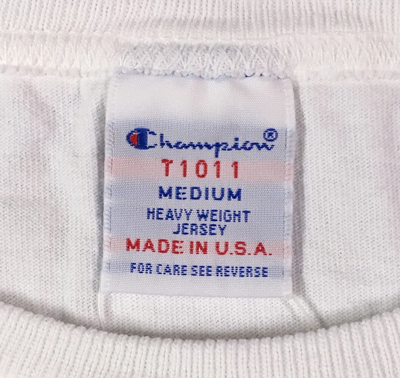 Champion®
T1011
MEDIUM
HEAVY WEIGHT
JERSEY
MADE IN U.S.A.
FOR CARE SEE REVERSE